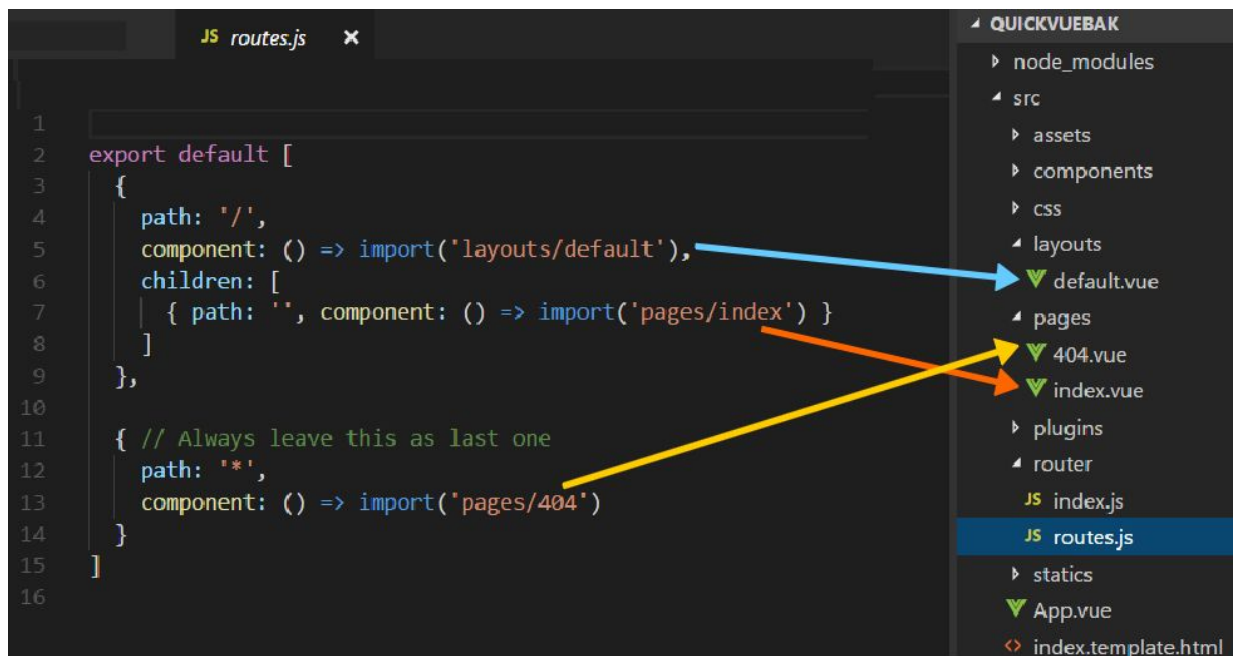 JS routes.js ×
1
2 export default [
3 {
4 path: '/',
5 component: () => import('layouts/default'),
6 children: [
7 { path: '', component: () => import('pages/index') }
8 ]
9 },
10
11 { // Always leave this as last one
12 path: '*',
13 component: () => import('pages/404')
14 }
15 ]
16
QUICKVUEBAK
node_modules
src
assets
components
css
layouts
default.vue
pages
404.vue
index.vue
plugins
router
JS index.js
JS routes.js
statics
App.vue
<> index.template.html